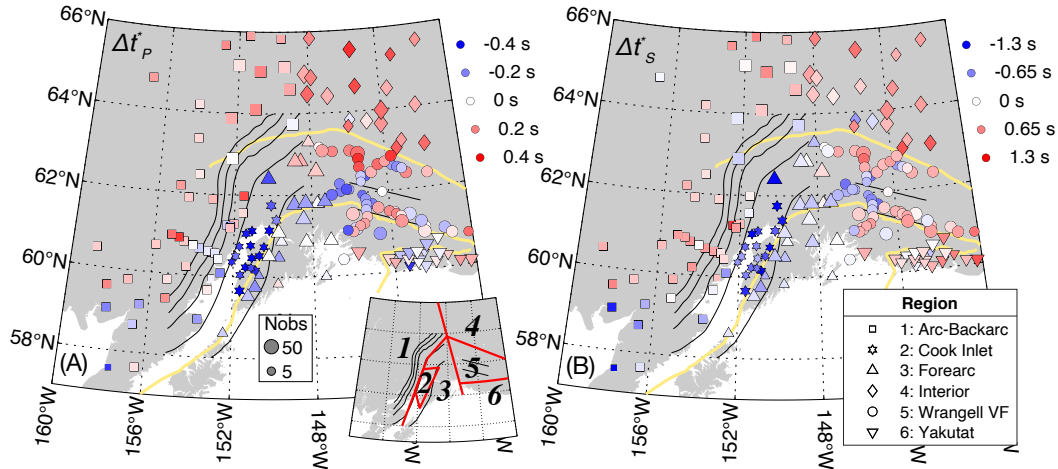 66°N
64°N
62°N
60°N
58°N
Δt*P
-0.4 s
-0.2 s
0 s
0.2 s
0.4 s
(A)
Nobs
50
5
160°W
156°W
152°W
1
2
3
4
5
6
66°N
64°N
62°N
60°N
58°N
Δt*S
-1.3 s
-0.65 s
0 s
0.65 s
1.3 s
(B)
160°W
156°W
152°W
148°W
Region
1: Arc-Backarc
2: Cook Inlet
3: Forearc
4: Interior
5: Wrangell VF
6: Yakutat